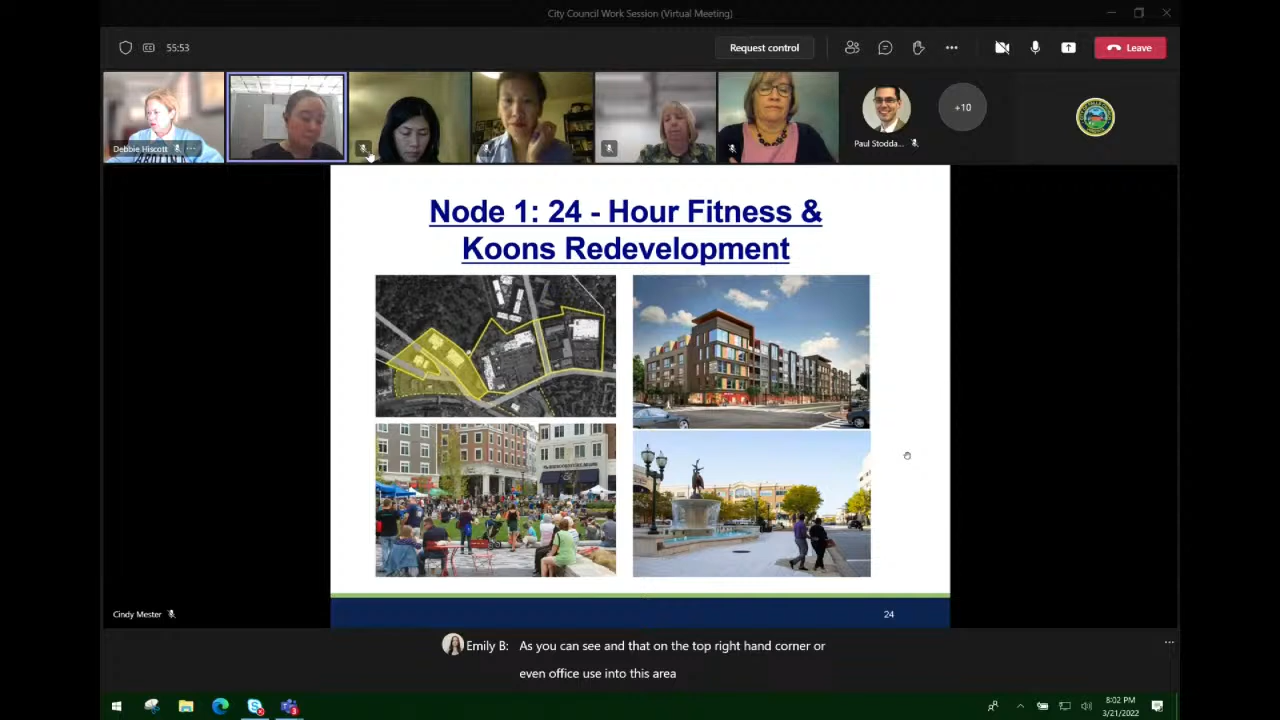 City Council Work Session (Virtual Meeting)
55:53
Request control
Leave
Debbie Hiscott
Paul Stodda...
+10
Node 1: 24 - Hour Fitness &
Koons Redevelopment
Cindy Mester
24
Emily B: As you can see and that on the top right hand corner or
even office use into this area
8:02 PM
3/21/2022